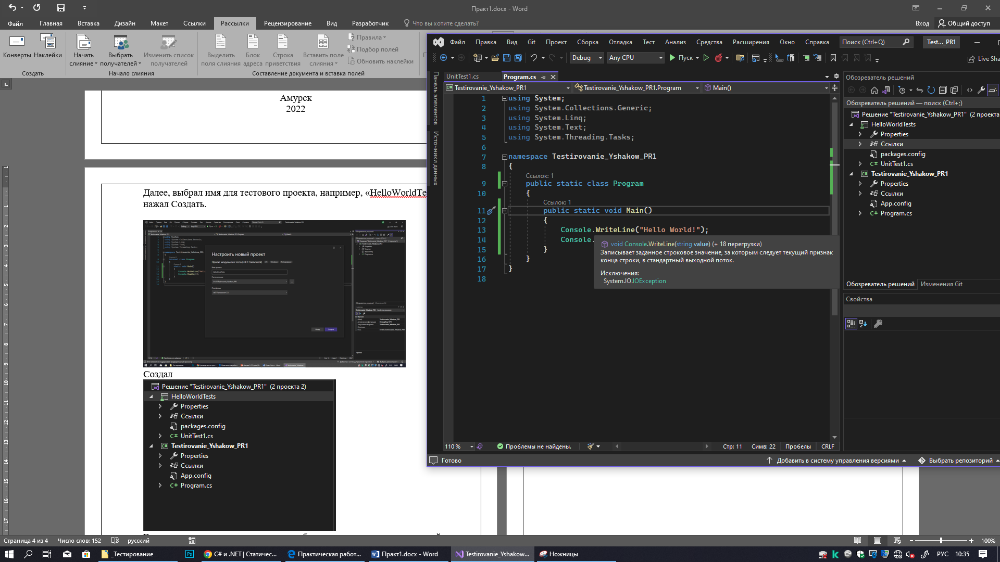 Практ1.docx - Word
Файл Главная Вставка Дизайн Макет Ссылки Рассылки Рецензирование Вид Разработчик Что вы хотите сделать? Вход Общий доступ
Конверты Наклейки
Начать слияние
Выбрать получателей
Изменить список получателей
Выделить поля слияния
Блок адреса
Строка приветствия
Вставить поле слияния
Правила
Подбор полей
Обновить наклейки
Создать Начало слияния Составление документа и вставка полей
Амурск
2022
Далее, выбрал имя для тестового проекта, например, «HelloWorldTe
нажал Создать.
Настроить новый проект
Создал
Решение "Testirovanie_Yshakow_PR1" (2 проекта 2)
HelloWorldTests
Properties
Ссылки
packages.config
C# UnitTest1.cs
C# Testirovanie_Yshakow_PR1
Properties
Ссылки
App.config
C# Program.cs
Файл Правка Вид Git Проект Сборка Отладка Тест Анализ Средства Расширения Окно Справка Поиск (Ctrl+Q) Test..._PR1
Debug Any CPU Пуск Live Sha
Панель элементов
Источники данных
UnitTest1.cs Program.cs
C# Testirovanie_Yshakow_PR1 Testirovanie_Yshakow_PR1.Program Main()
1 using System;
2 using System.Collections.Generic;
3 using System.Linq;
4 using System.Text;
5 using System.Threading.Tasks;
6
7 namespace Testirovanie_Yshakow_PR1
8 {
Ссылок: 1
9 public static class Program
10 {
Ссылок: 1
11 public static void Main()
12 {
13 Console.WriteLine("Hello World!");
14 Console.
15 }
16 }
17 }
18
void Console.WriteLine(string value) (+ 18 перегрузки)
Записывает заданное строковое значение, за которым следует текущий признак
конца строки, в стандартный выходной поток.
Исключения:
System.IO.IOException
110 % Проблемы не найдены. Стр: 11 Симв: 22 Пробелы CRLF
Готово Добавить в систему управления версиями Выбрать репозиторий
Обозреватель решений
Обозреватель решений — поиск (Ctrl+;)
Решение "Testirovanie_Yshakow_PR1" (2 проекта
HelloWorldTests
Properties
Ссылки
packages.config
C# UnitTest1.cs
C# Testirovanie_Yshakow_PR1
Properties
Ссылки
App.config
C# Program.cs
Обозреватель решений Изменения Git
Свойства
Страница 4 из 4 Число слов: 152 русский 100%
_Тестирование Ps C# и .NET | Статичес... Практическая работ... Практ1.docx - Word Testirovanie_Yshakow... Ножницы РУС 10:35